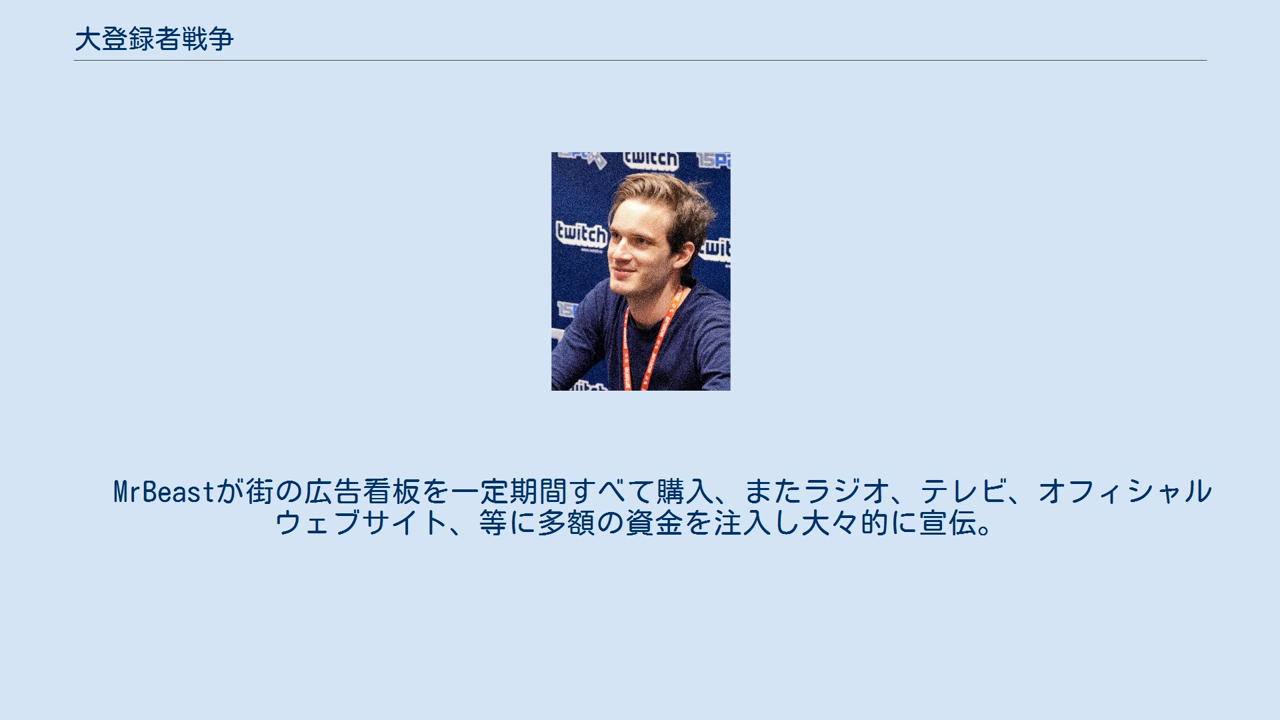 大登録者戦争
twitch
twitch
MrBeastが街の広告看板を一定期間すべて購入、またラジオ、テレビ、オフィシャル
ウェブサイト、等に多額の資金を注入し大々的に宣伝。